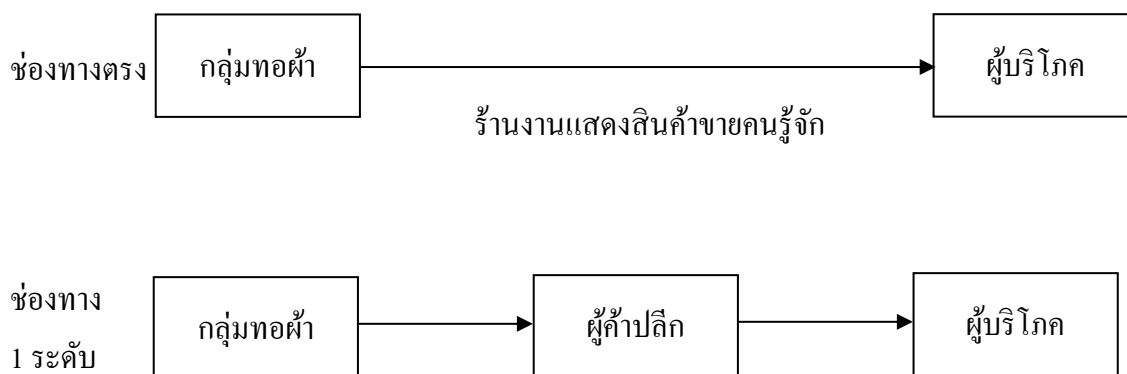 ช่องทางตรง กลุ่มทอผ้า ผู้บริโภค
ร้านงานแสดงสินค้าขายคนรู้จัก
ช่องทาง
1 ระดับ
กลุ่มทอผ้า ผู้ค้าปลีก ผู้บริโภค